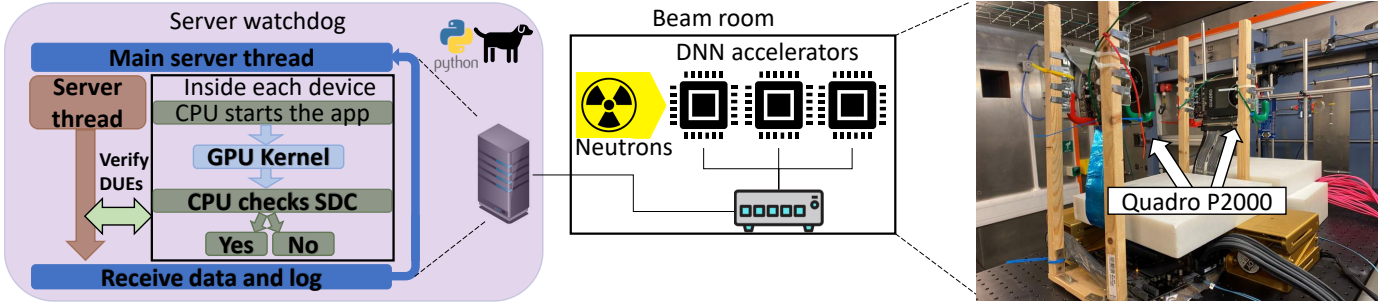 Server watchdog
python
Main server thread
Server
thread
Inside each device
CPU starts the app
GPU Kernel
Verify
DUEs
CPU checks SDC
Yes
No
Receive data and log
Beam room
DNN accelerators
Neutrons
Quadro P2000